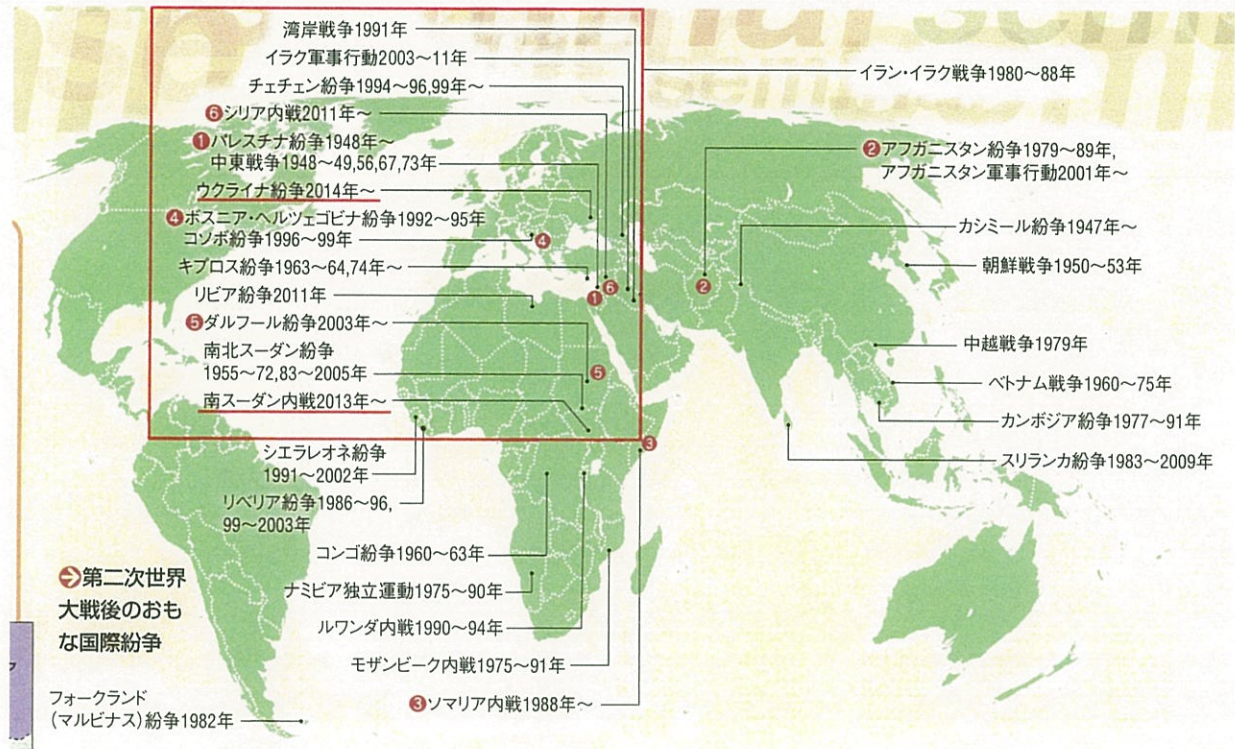 湾岸戦争1991年
イラク軍事行動2003～11年
チェチェン紛争1994～96,99年～
❻シリア内戦2011年～
❶パレスチナ紛争1948年～
中東戦争1948～49,56,67,73年
ウクライナ紛争2014年～
❹ボスニア・ヘルツェゴビナ紛争1992～95年
コソボ紛争1996～99年
キプロス紛争1963～64,74年～
リビア紛争2011年
❺ダルフール紛争2003年～
南北スーダン紛争
1955～72,83～2005年
南スーダン内戦2013年～
シエラレオネ紛争
1991～2002年
リベリア紛争1986～96,
99～2003年
コンゴ紛争1960～63年
ナミビア独立運動1975～90年
ルワンダ内戦1990～94年
モザンビーク内戦1975～91年
❸ソマリア内戦1988年～
イラン・イラク戦争1980～88年
❷アフガニスタン紛争1979～89年,
アフガニスタン軍事行動2001年～
カシミール紛争1947年～
朝鮮戦争1950～53年
中越戦争1979年
ベトナム戦争1960～75年
カンボジア紛争1977～91年
スリランカ紛争1983～2009年
❹
❻
❶
❷
❺
❸
➔第二次世界
大戦後のおも
な国際紛争
フォークランド
(マルビナス)紛争1982年